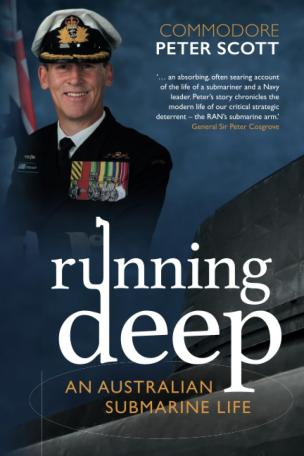 COMMODORE
PETER SCOTT
‘… an absorbing, often searing account
of the life of a submariner and a Navy
leader. Peter’s story chronicles the
modern life of our critical strategic
deterrent – the RAN’s submarine arm.’
General Sir Peter Cosgrove
running
deep
AN AUSTRALIAN
SUBMARINE LIFE